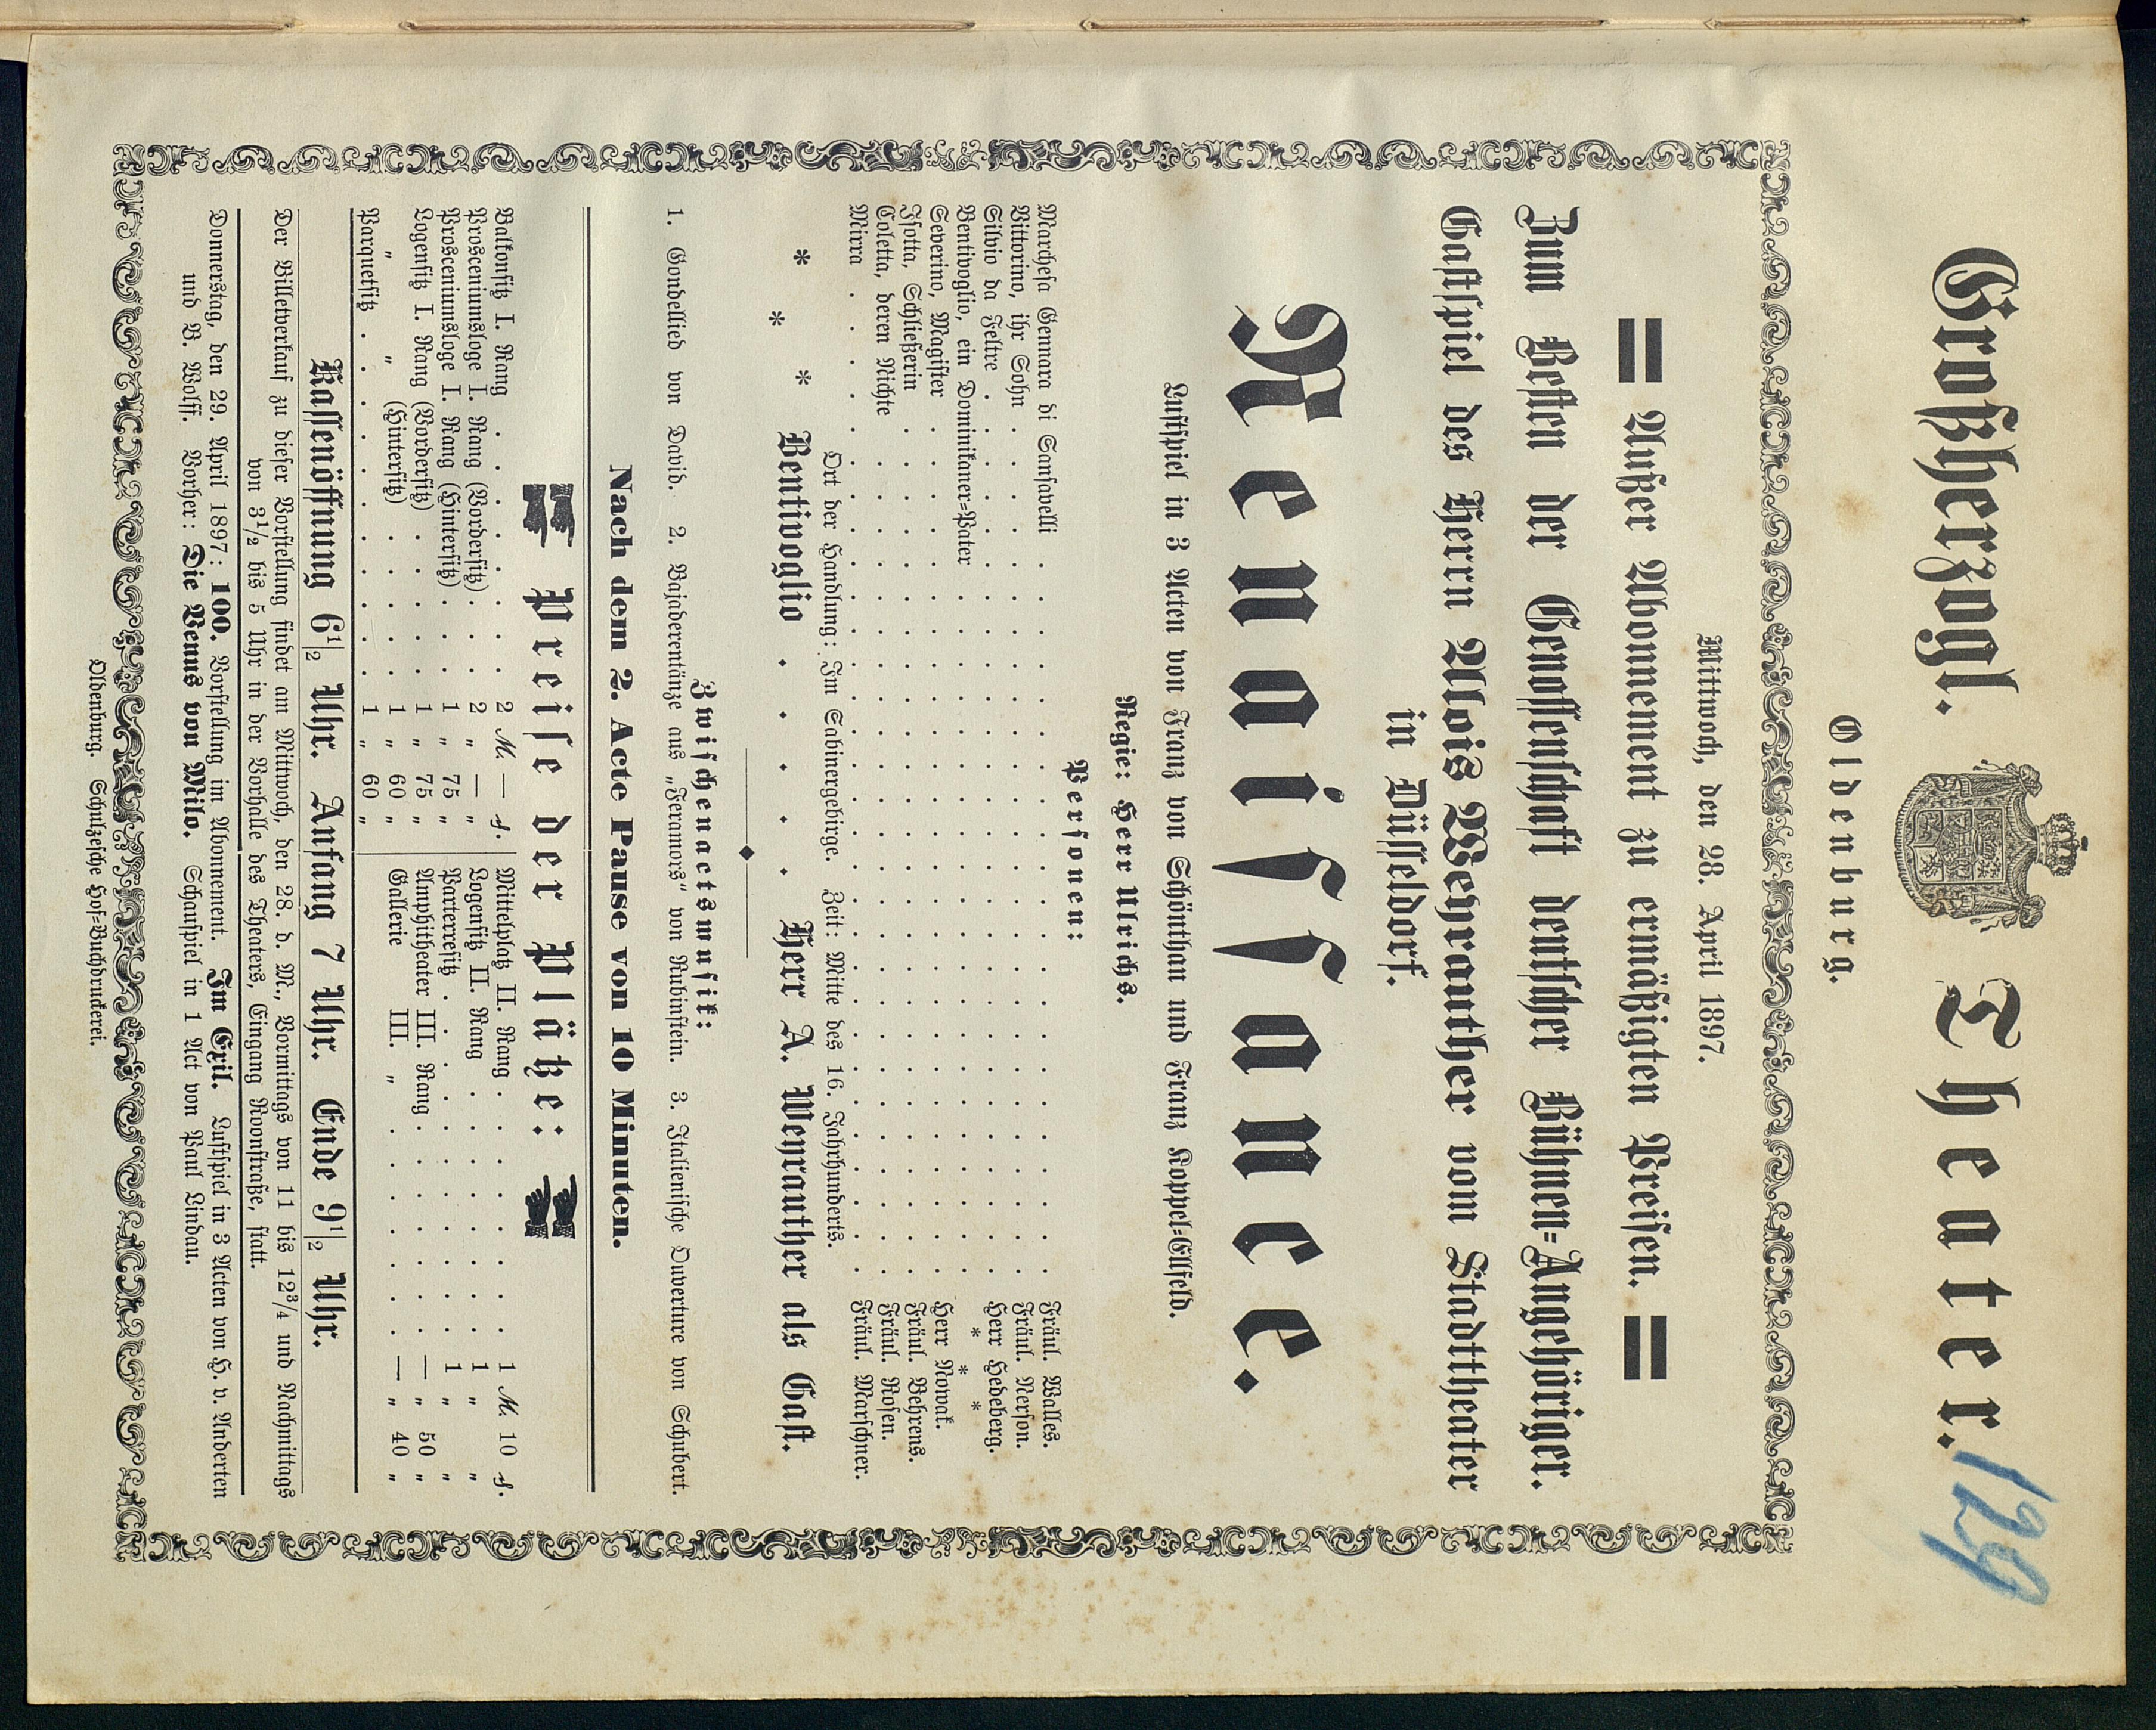 Großherzogl. Theater.
129
Oldenburg.
Mittwoch, den 28. April 1897.
Außer Abonnement zu ermäßigten Preisen.
Zum Besten der Genossenschaft deutscher Bühnen-Angehöriger.
Gastspiel des Herrn Alois Weyrauther vom Stadttheater
in Düsseldorf.
Renaissance.
Lustspiel in 3 Acten von Franz von Schönthan und Franz Koppel-Ellfeld.
Regie: Herr Ulrichs.
Personen:
Marchesa Gennara di Sansavelli . . . . . . . . . . Fräul. Walles.
Vittorino, ihr Sohn . . . . . . . . . . Fräul. Nerson.
Silvio da Feltre . . . . . . . . . . Herr Hedeberg.
Bentivoglio, ein Dominikaner-Pater . . . . . . . . . . * * *
Severino, Magister . . . . . . . . . . Herr Nowak.
Isotta, Schließerin . . . . . . . . . . Fräul. Behrens.
Coletta, deren Nichte . . . . . . . . . . Fräul. Rosen.
Mirra . . . . . . . . . . Fräul. Marschner.
Ort der Handlung: Im Sabinergebirge. Zeit: Mitte des 16. Jahrhunderts.
* * * Bentivoglio . . . . . Herr A. Weyrauther als Gast.
Zwischenactsmusik:
1. Gondellied von David. 2. Bajaderentänze aus „Feramors“ von Rubinstein. 3. Italienische Ouverture von Schubert.
Nach dem 2. Acte Pause von 10 Minuten.
Preise der Plätze:
Balkonsitz I. Rang . . . . . . 2 M. — ₰.
Prosceniumsloge I. Rang (Vordersitz) . . . 2 „ — „
Prosceniumsloge I. Rang (Hintersitz) . . . 1 „ 75 „
Logensitz I. Rang (Vordersitz) . . . . 1 „ 75 „
„ „ (Hintersitz) . . . . 1 „ 60 „
Parquetsitz . . . . . . . . 1 „ 60 „
Mittelplatz II. Rang . . . . . 1 M. 10 ₰.
Logensitz II. Rang . . . . . 1 „ „
Parterresitz . . . . . . 1 „ „
Amphitheater III. Rang . . . . — „ 50 „
Gallerie III. „ . . . . — „ 40 „
Kassenöffnung 6½ Uhr. Anfang 7 Uhr. Ende 9½ Uhr.
Der Billetverkauf zu dieser Vorstellung findet am Mittwoch, den 28. d. M., Vormittags von 11 bis 12¾ und Nachmittags
von 3½ bis 5 Uhr in der Vorhalle des Theaters, Eingang Roonstraße, statt.
Donnerstag, den 29. April 1897: 100. Vorstellung im Abonnement. Im Exil. Lustspiel in 3 Acten von H. v. Anderten
und B. Wolff. Vorher: Die Venus von Milo. Schauspiel in 1 Act von Paul Lindau.
Oldenburg. Schulzesche Hof-Buchdruckerei.